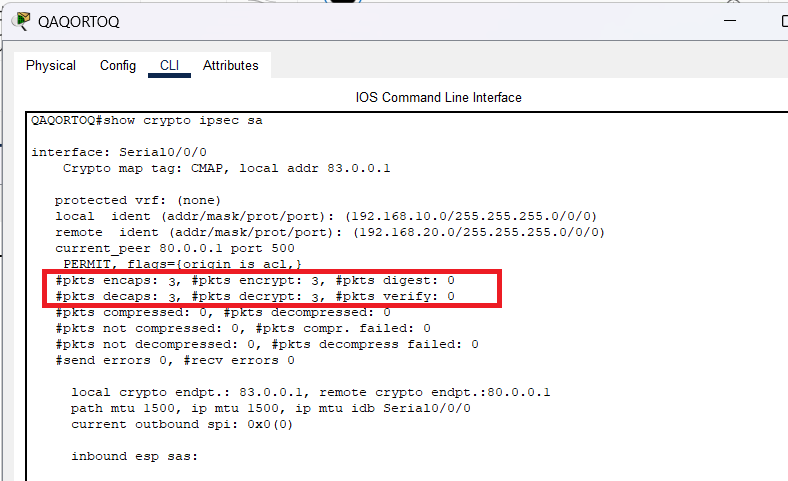 QAQORTOQ
Physical Config CLI Attributes
IOS Command Line Interface
QAQORTOQ#show crypto ipsec sa
interface: Serial0/0/0
Crypto map tag: CMAP, local addr 83.0.0.1
protected vrf: (none)
local ident (addr/mask/prot/port): (192.168.10.0/255.255.255.0/0/0)
remote ident (addr/mask/prot/port): (192.168.20.0/255.255.255.0/0/0)
current_peer 80.0.0.1 port 500
PERMIT, flags={origin_is_acl,}
#pkts encaps: 3, #pkts encrypt: 3, #pkts digest: 0
#pkts decaps: 3, #pkts decrypt: 3, #pkts verify: 0
#pkts compressed: 0, #pkts decompressed: 0
#pkts not compressed: 0, #pkts compr. failed: 0
#pkts not decompressed: 0, #pkts decompress failed: 0
#send errors 0, #recv errors 0
local crypto endpt.: 83.0.0.1, remote crypto endpt.:80.0.0.1
path mtu 1500, ip mtu 1500, ip mtu idb Serial0/0/0
current outbound spi: 0x0(0)
inbound esp sas: